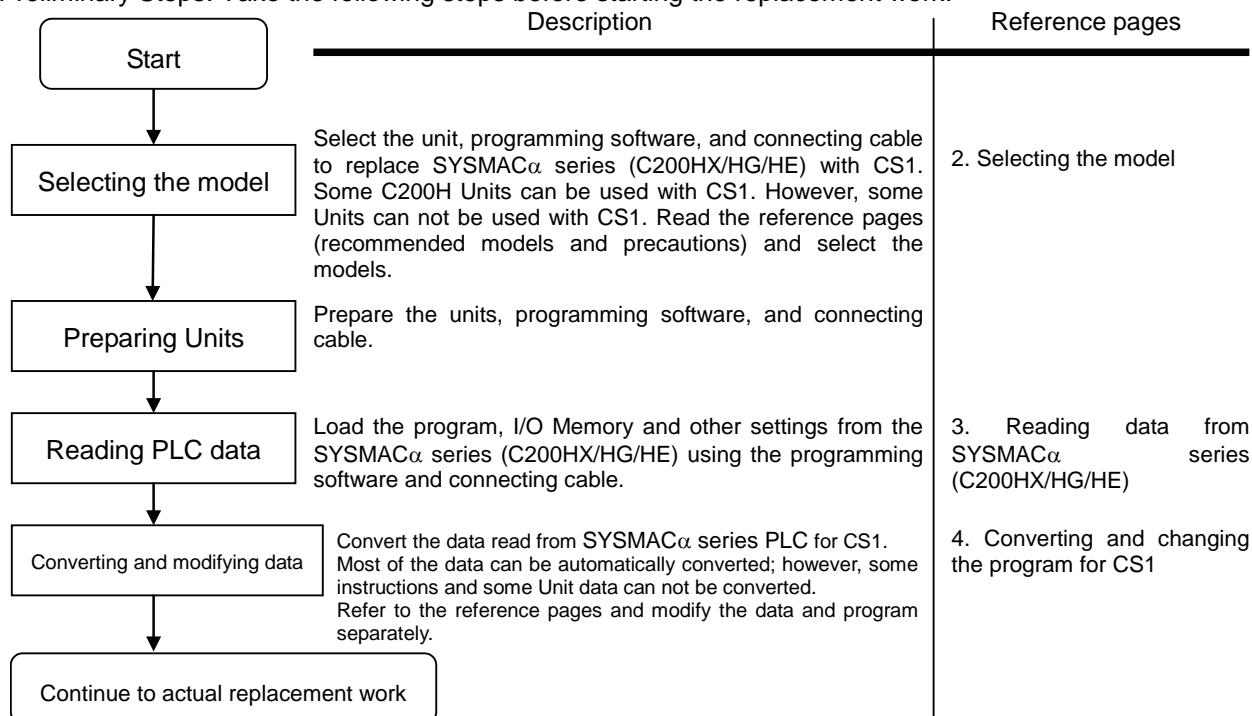 Preliminary Steps: Take the following steps before starting the replacement work.
Description
Reference pages
Start
Selecting the model
Select the unit, programming software, and connecting cable
to replace SYSMACα series (C200HX/HG/HE) with CS1.
Some C200H Units can be used with CS1. However, some
Units can not be used with CS1. Read the reference pages
(recommended models and precautions) and select the
models.
2. Selecting the model
Preparing Units
Prepare the units, programming software, and connecting
cable.
Reading PLC data
Load the program, I/O Memory and other settings from the
SYSMACα series (C200HX/HG/HE) using the programming
software and connecting cable.
3. Reading data from
SYSMACα series
(C200HX/HG/HE)
Converting and modifying data
Convert the data read from SYSMACα series PLC for CS1.
Most of the data can be automatically converted; however, some
instructions and some Unit data can not be converted.
Refer to the reference pages and modify the data and program
separately.
4. Converting and changing
the program for CS1
Continue to actual replacement work